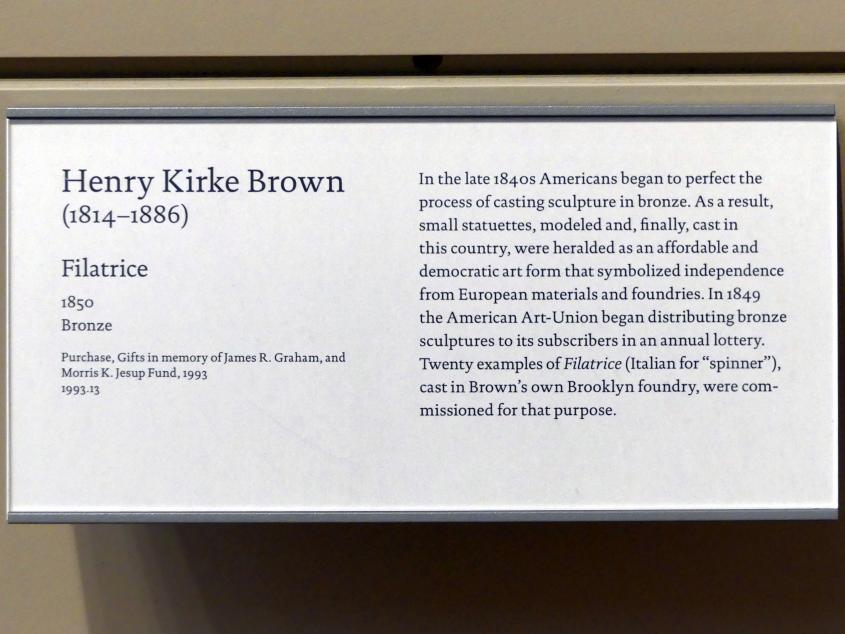 Henry Kirke Brown
(1814–1886)
Filatrice
1850
Bronze
Purchase, Gifts in memory of James R. Graham, and
Morris K. Jesup Fund, 1993
1993.13
In the late 1840s Americans began to perfect the
process of casting sculpture in bronze. As a result,
small statuettes, modeled and, finally, cast in
this country, were heralded as an affordable and
democratic art form that symbolized independence
from European materials and foundries. In 1849
the American Art-Union began distributing bronze
sculptures to its subscribers in an annual lottery.
Twenty examples of Filatrice (Italian for “spinner”),
cast in Brown’s own Brooklyn foundry, were com-
missioned for that purpose.